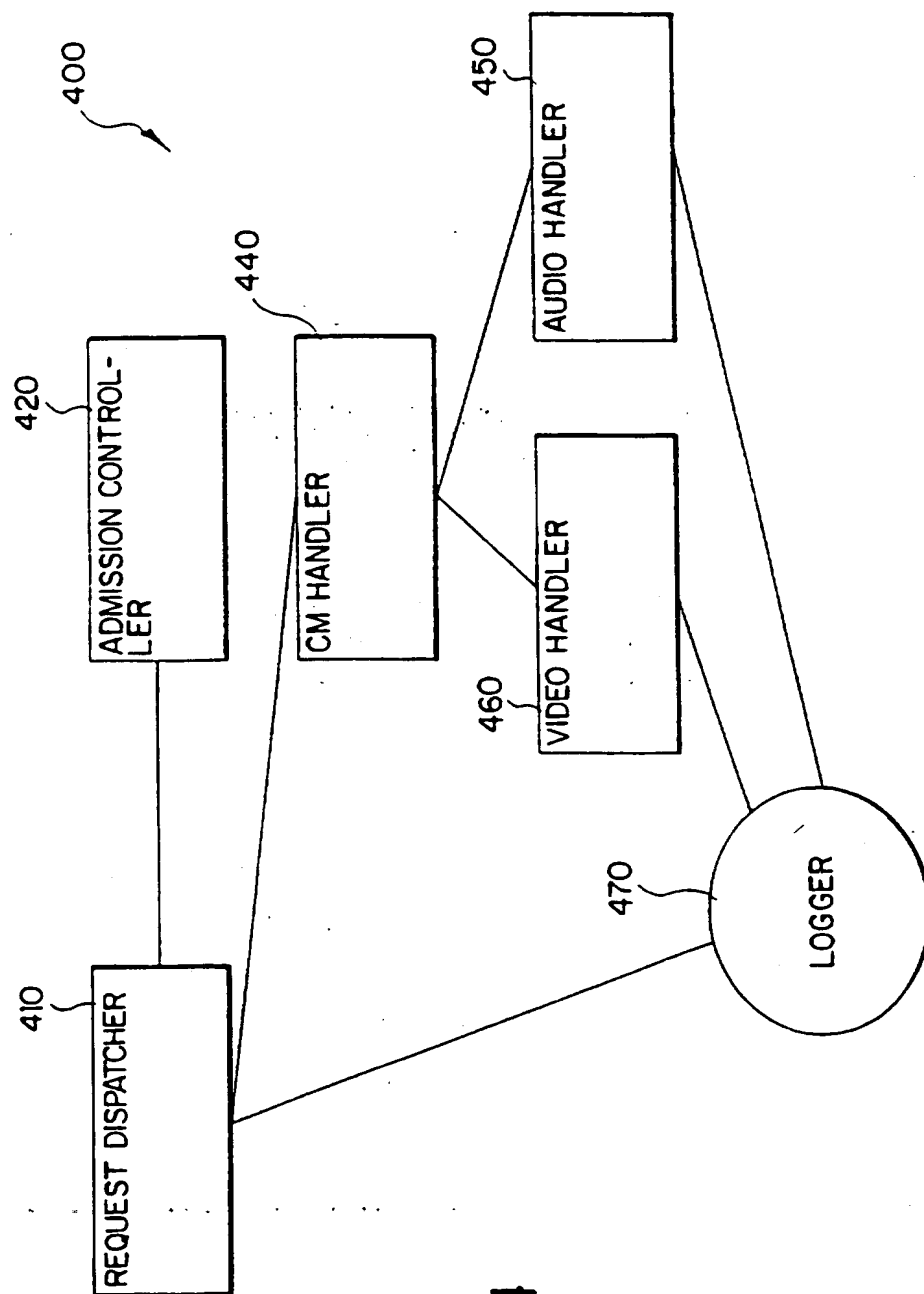 400
410
REQUEST DISPATCHER
420
ADMISSION CONTROL-
LER
440
CM HANDLER
460
VIDEO HANDLER
450
AUDIO HANDLER
470
LOGGER